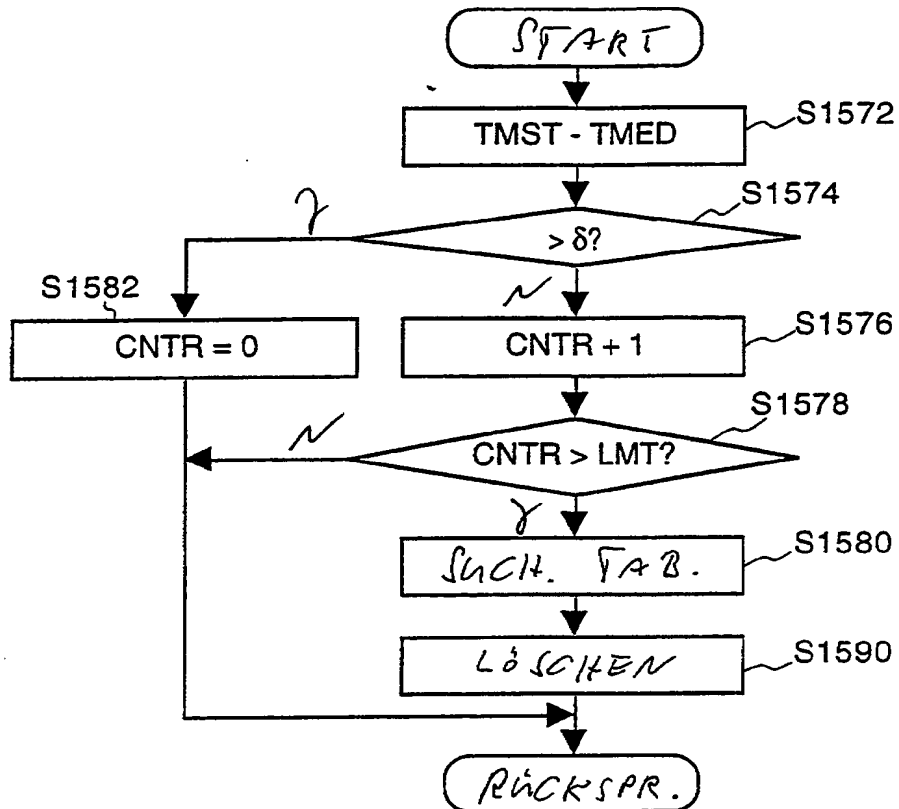 START
TMST - TMED
S1572
S1574
> δ?
Y
N
S1582
CNTR = 0
CNTR + 1
S1576
S1578
CNTR > LMT?
N
Y
SUCH. TAB.
S1580
LÖSCHEN
S1590
RÜCKSPR.